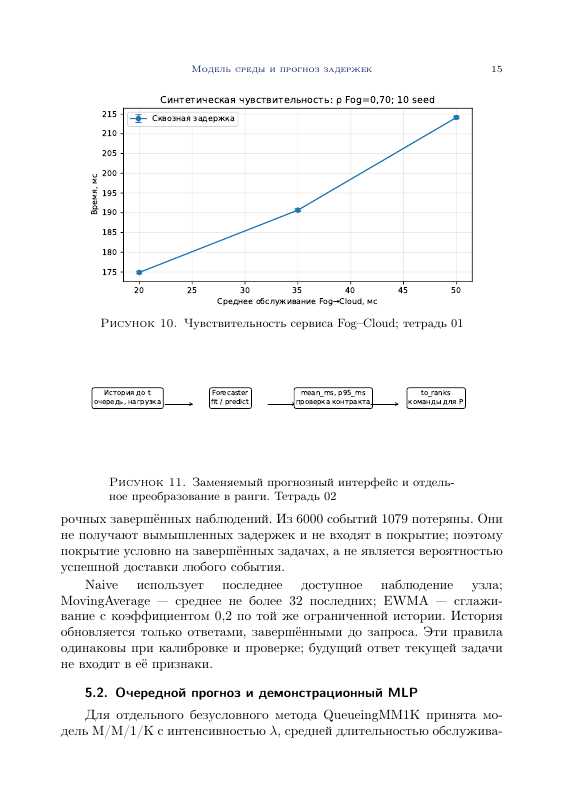 Модель среды и прогноз задержек 15
Синтетическая чувствительность: ρ Fog=0,70; 10 seed
Сквозная задержка
Время, мс
215
210
205
200
195
190
185
180
175
20 25 30 35 40 45 50
Среднее обслуживание Fog→Cloud, мс
Рисунок 10. Чувствительность сервиса Fog–Cloud; тетрадь 01
История до t
очередь, нагрузка
Forecaster
fit / predict
mean_ms, p95_ms
проверка контракта
to_ranks
команды для P
Рисунок 11. Заменяемый прогнозный интерфейс и отдель-
ное преобразование в ранги. Тетрадь 02
рочных завершённых наблюдений. Из 6000 событий 1079 потеряны. Они
не получают вымышленных задержек и не входят в покрытие; поэтому
покрытие условно на завершённых задачах, а не является вероятностью
успешной доставки любого события.
Naive использует последнее доступное наблюдение узла;
MovingAverage — среднее не более 32 последних; EWMA — сглажи-
вание с коэффициентом 0,2 по той же ограниченной истории. История
обновляется только ответами, завершёнными до запроса. Эти правила
одинаковы при калибровке и проверке; будущий ответ текущей задачи
не входит в её признаки.
5.2. Очередной прогноз и демонстрационный MLP
Для отдельного безусловного метода QueueingMM1K принята мо-
дель M/M/1/K с интенсивностью λ, средней длительностью обслужива-